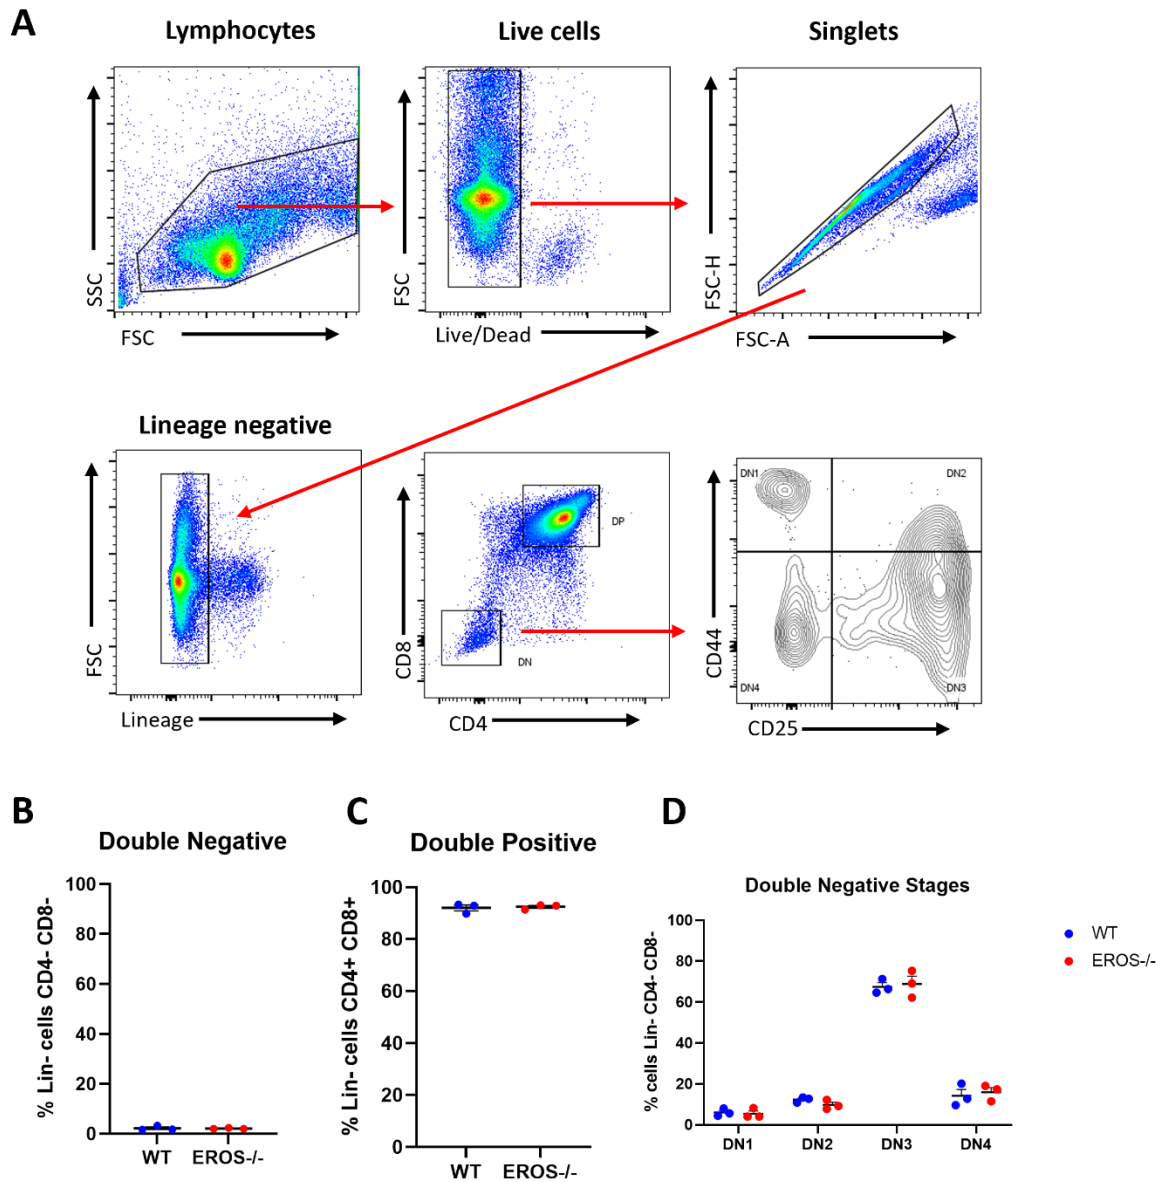 A
Lymphocytes
Live cells
Singlets
SSC
FSC
FSC
Live/Dead
FSC-H
FSC-A
Lineage negative
FSC
Lineage
CD8
DP
DN
CD4
CD44
DN1
DN2
DN4
DN3
CD25
B
Double Negative
% Lin- cells CD4- CD8-
100
80
60
40
20
0
WT EROS-/-
C
Double Positive
% Lin- cells CD4+ CD8+
100
80
60
40
20
0
WT EROS-/-
D
Double Negative Stages
% cells Lin- CD4- CD8-
100
80
60
40
20
0
DN1 DN2 DN3 DN4
WT
EROS-/-